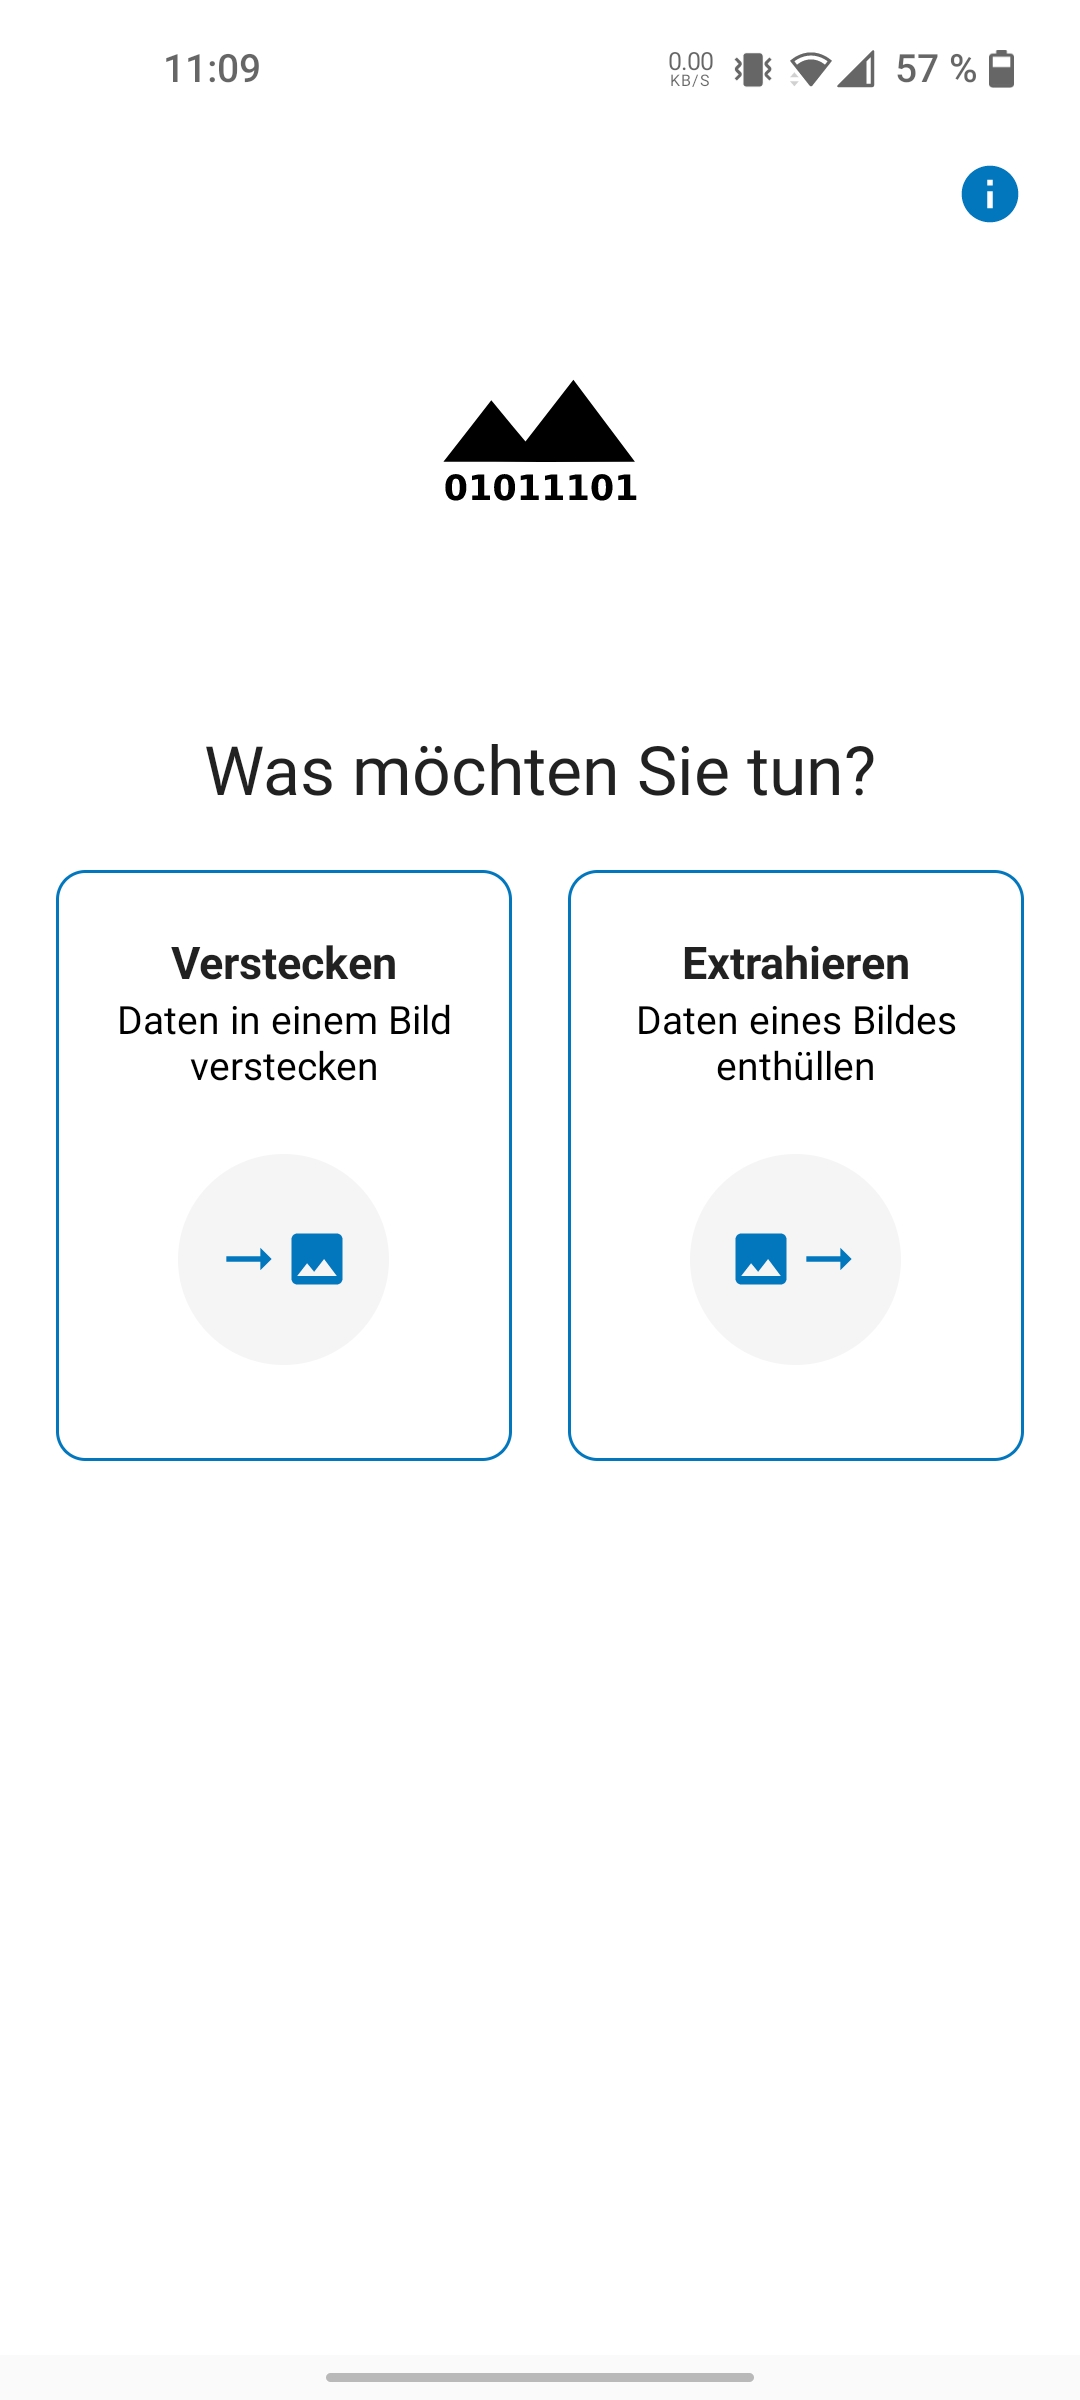 11:09
0.00
KB/S
57 %
01011101
Was möchten Sie tun?
Verstecken
Daten in einem Bild
verstecken
Extrahieren
Daten eines Bildes
enthüllen